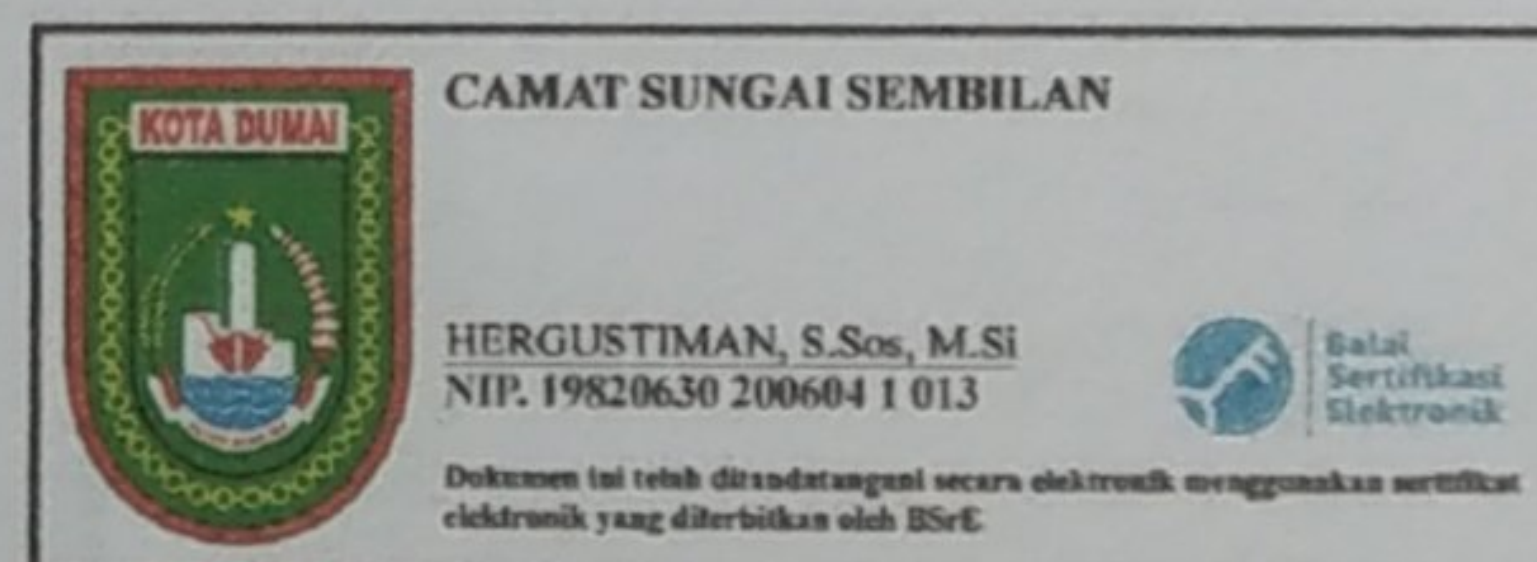 CAMAT SUNGAI SEMBILAN
KOTA DUMAI
HERGUSTIMAN, S.Sos, M.Si
NIP. 19820630 200604 1 013
Balai
Sertifikasi
Elektronik
Dokumen ini telah ditandatangani secara elektronik menggunakan sertifikat
elektronik yang diterbitkan oleh BSrE